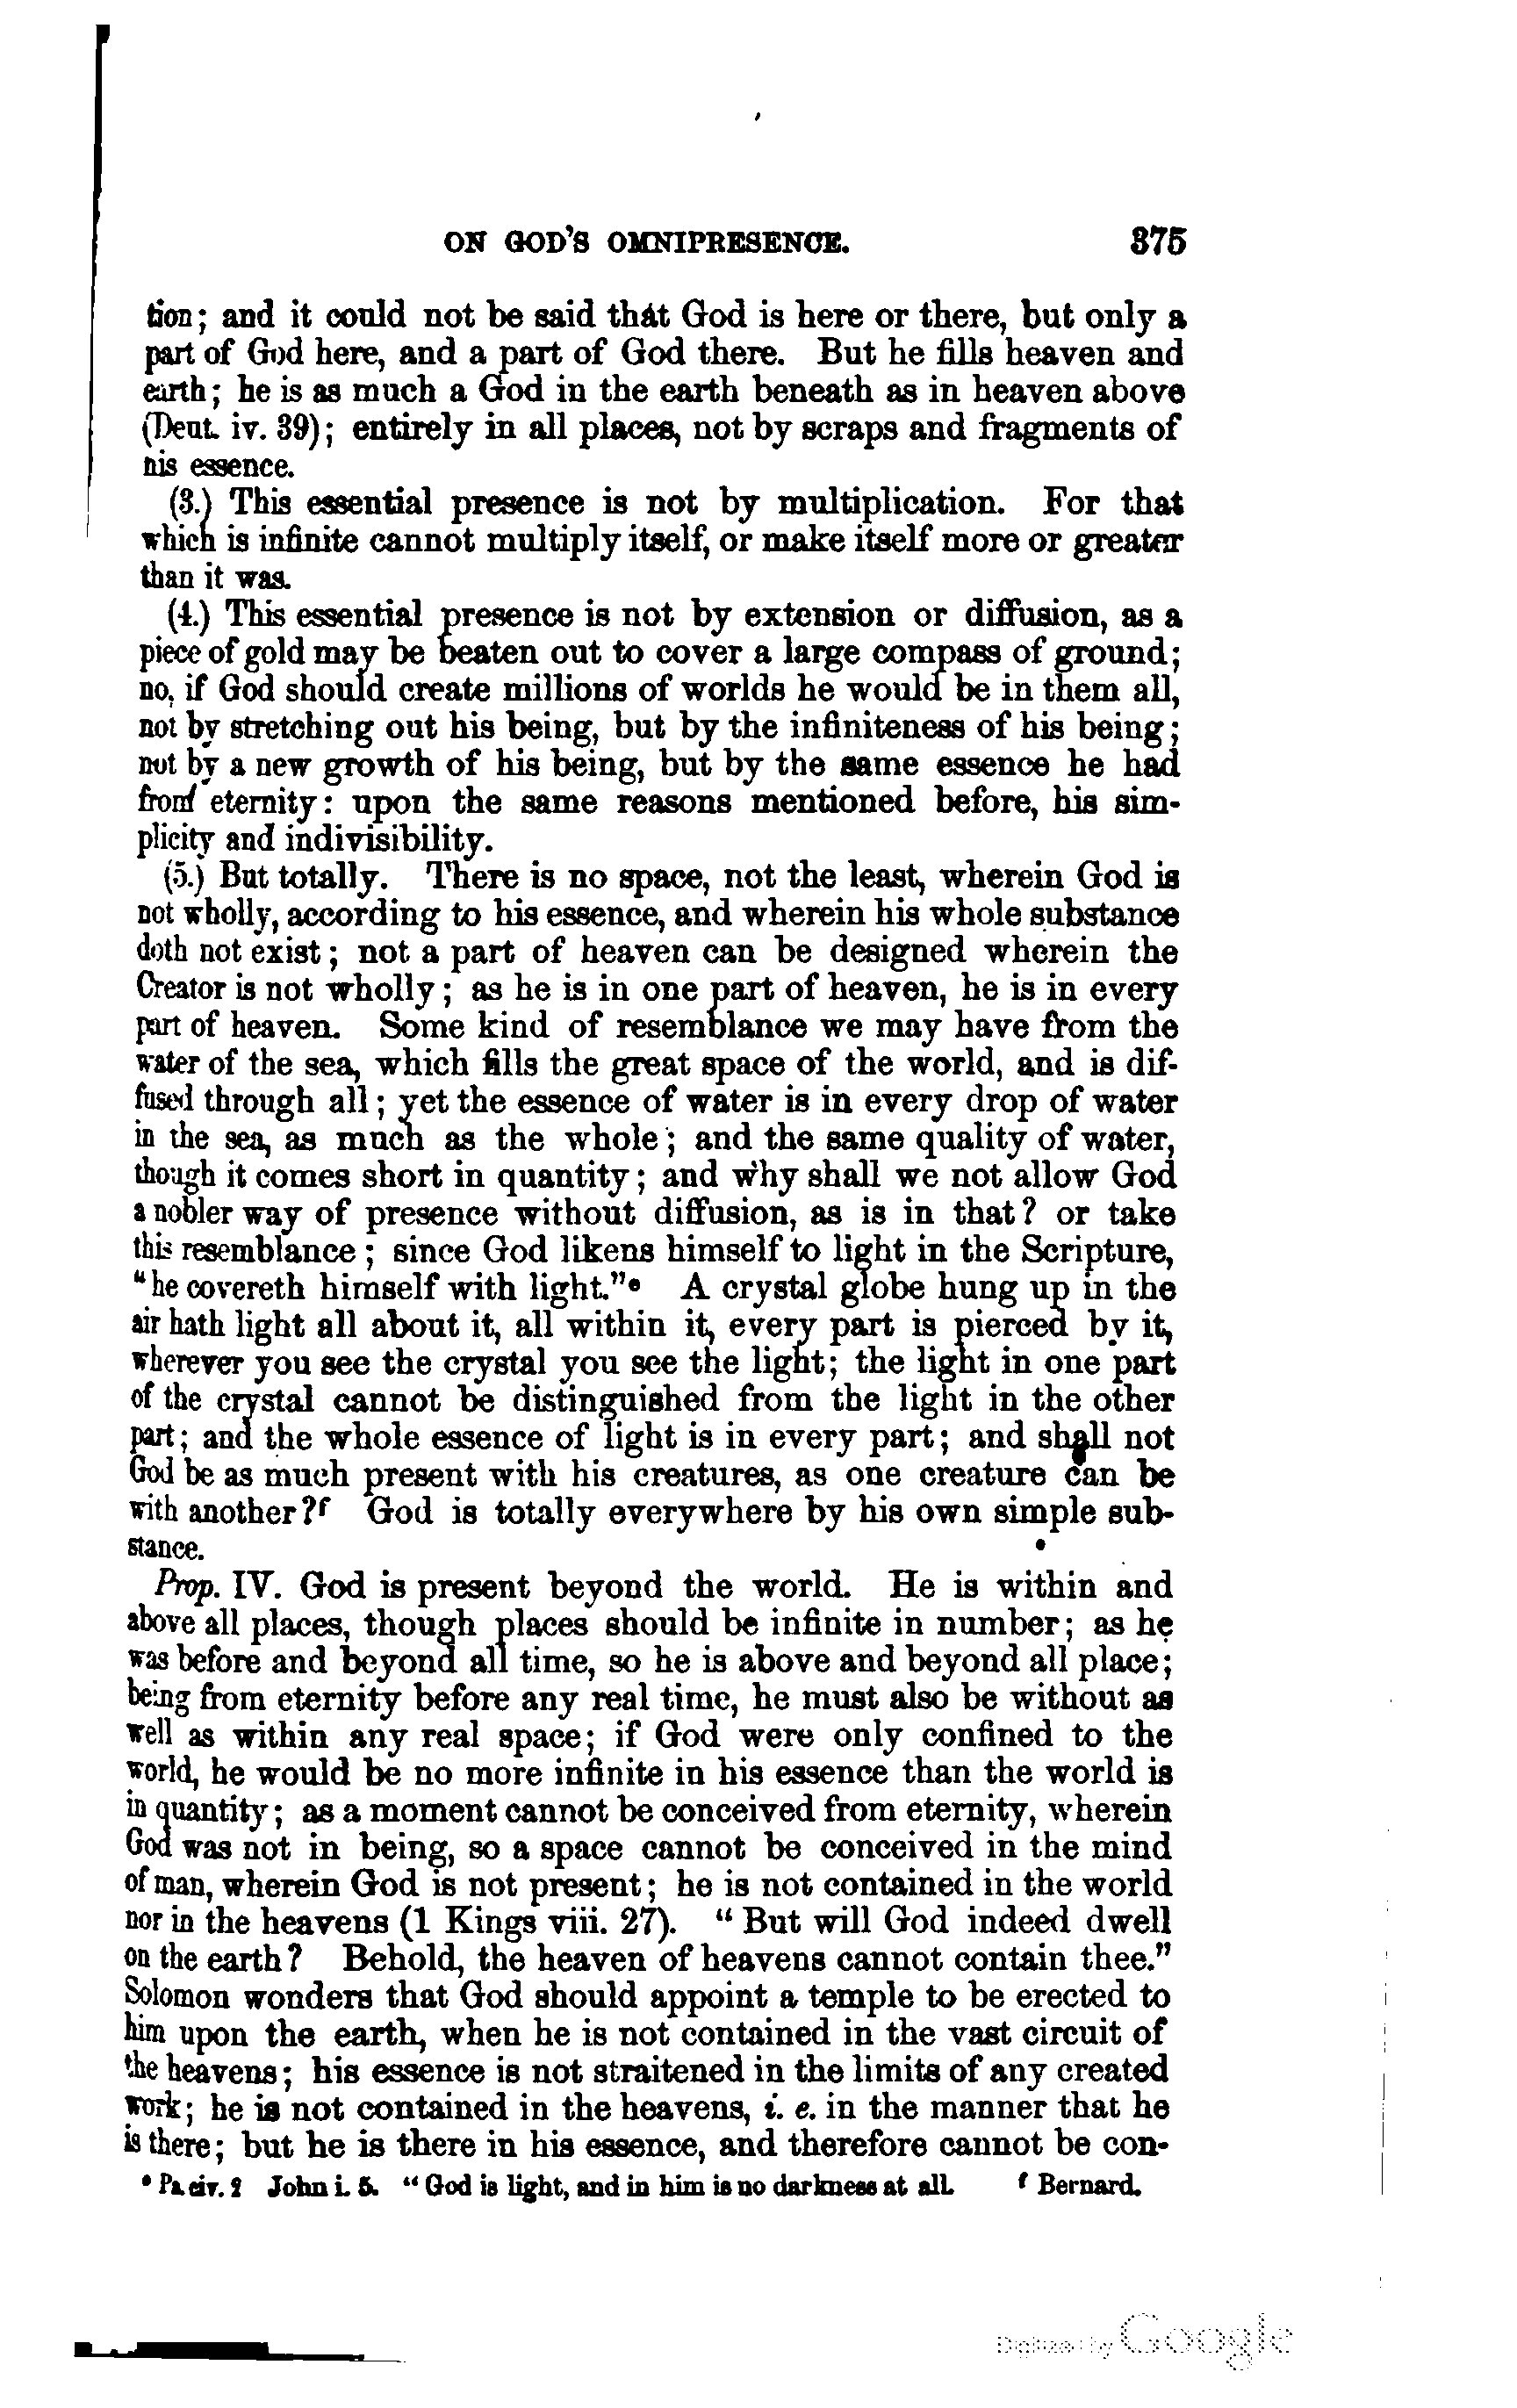 ON GOD'S OMNIPRESENCE. 375
tion; and it could not be said that God is here or there, but only a
part of God here, and a part of God there. But he fills heaven and
earth; he is as much a God in the earth beneath as in heaven above
(Deut. iv. 39); entirely in all places, not by scraps and fragments of
his essence.
(3.) This essential presence is not by multiplication. For that
which is infinite cannot multiply itself, or make itself more or greater
than it was.
(4.) This essential presence is not by extension or diffusion, as a
piece of gold may be beaten out to cover a large compass of ground;
no, if God should create millions of worlds he would be in them all,
not by stretching out his being, but by the infiniteness of his being;
not by a new growth of his being, but by the same essence he had
from eternity: upon the same reasons mentioned before, his sim-
plicity and indivisibility.
(5.) But totally. There is no space, not the least, wherein God is
not wholly, according to his essence, and wherein his whole substance
doth not exist; not a part of heaven can be designed wherein the
Creator is not wholly; as he is in one part of heaven, he is in every
part of heaven. Some kind of resemblance we may have from the
water of the sea, which fills the great space of the world, and is dif-
fused through all; yet the essence of water is in every drop of water
in the sea, as much as the whole; and the same quality of water,
though it comes short in quantity; and why shall we not allow God
a nobler way of presence without diffusion, as is in that? or take
this resemblance; since God likens himself to light in the Scripture,
"he covereth himself with light."e A crystal globe hung up in the
air hath light all about it, all within it, every part is pierced by it,
wherever you see the crystal you see the light; the light in one part
of the crystal cannot be distinguished from the light in the other
part; and the whole essence of light is in every part; and shall not
God be as much present with his creatures, as one creature can be
with another?f God is totally everywhere by his own simple sub-
stance.
Prop. IV. God is present beyond the world. He is within and
above all places, though places should be infinite in number; as he
was before and beyond all time, so he is above and beyond all place;
being from eternity before any real time, he must also be without as
well as within any real space; if God were only confined to the
world, he would be no more infinite in his essence than the world is
in quantity; as a moment cannot be conceived from eternity, wherein
God was not in being, so a space cannot be conceived in the mind
of man, wherein God is not present; he is not contained in the world
nor in the heavens (1 Kings viii. 27). "But will God indeed dwell
on the earth? Behold, the heaven of heavens cannot contain thee."
Solomon wonders that God should appoint a temple to be erected to
him upon the earth, when he is not contained in the vast circuit of
the heavens; his essence is not straitened in the limits of any created
work; he is not contained in the heavens, i. e. in the manner that he
is there; but he is there in his essence, and therefore cannot be con-
e Ps. civ. 2 John i. 5. "God is light, and in him is no darkness at all. f Bernard.
Digitized by Google